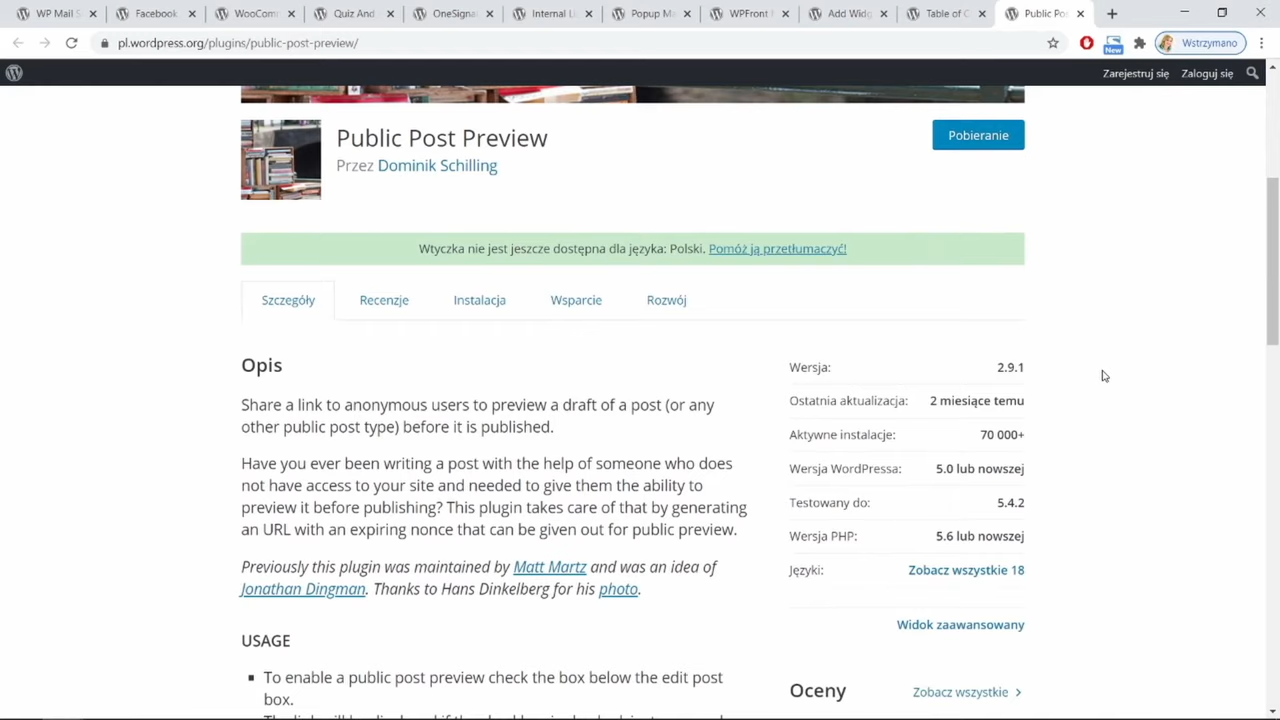 WP Mail S
Facebook
WooComm
Quiz And
OneSignal
Internal Li
Popup Ma
WPFront
Add Widg
Table of C
Public Pos
pl.wordpress.org/plugins/public-post-preview/
New
Wstrzymano
Zarejestruj się
Zaloguj się
Public Post Preview
Pobieranie
Przez Dominik Schilling
Wtyczka nie jest jeszcze dostępna dla języka: Polski. Pomóż ją przetłumaczyć!
Szczegóły
Recenzje
Instalacja
Wsparcie
Rozwój
Opis
Share a link to anonymous users to preview a draft of a post (or any
other public post type) before it is published.
Have you ever been writing a post with the help of someone who does
not have access to your site and needed to give them the ability to
preview it before publishing? This plugin takes care of that by generating
an URL with an expiring nonce that can be given out for public preview.
Previously this plugin was maintained by Matt Martz and was an idea of
Jonathan Dingman. Thanks to Hans Dinkelberg for his photo.
USAGE
To enable a public post preview check the box below the edit post
box.
Wersja: 2.9.1
Ostatnia aktualizacja: 2 miesiące temu
Aktywne instalacje: 70 000+
Wersja WordPressa: 5.0 lub nowszej
Testowany do: 5.4.2
Wersja PHP: 5.6 lub nowszej
Języki: Zobacz wszystkie 18
Widok zaawansowany
Oceny
Zobacz wszystkie